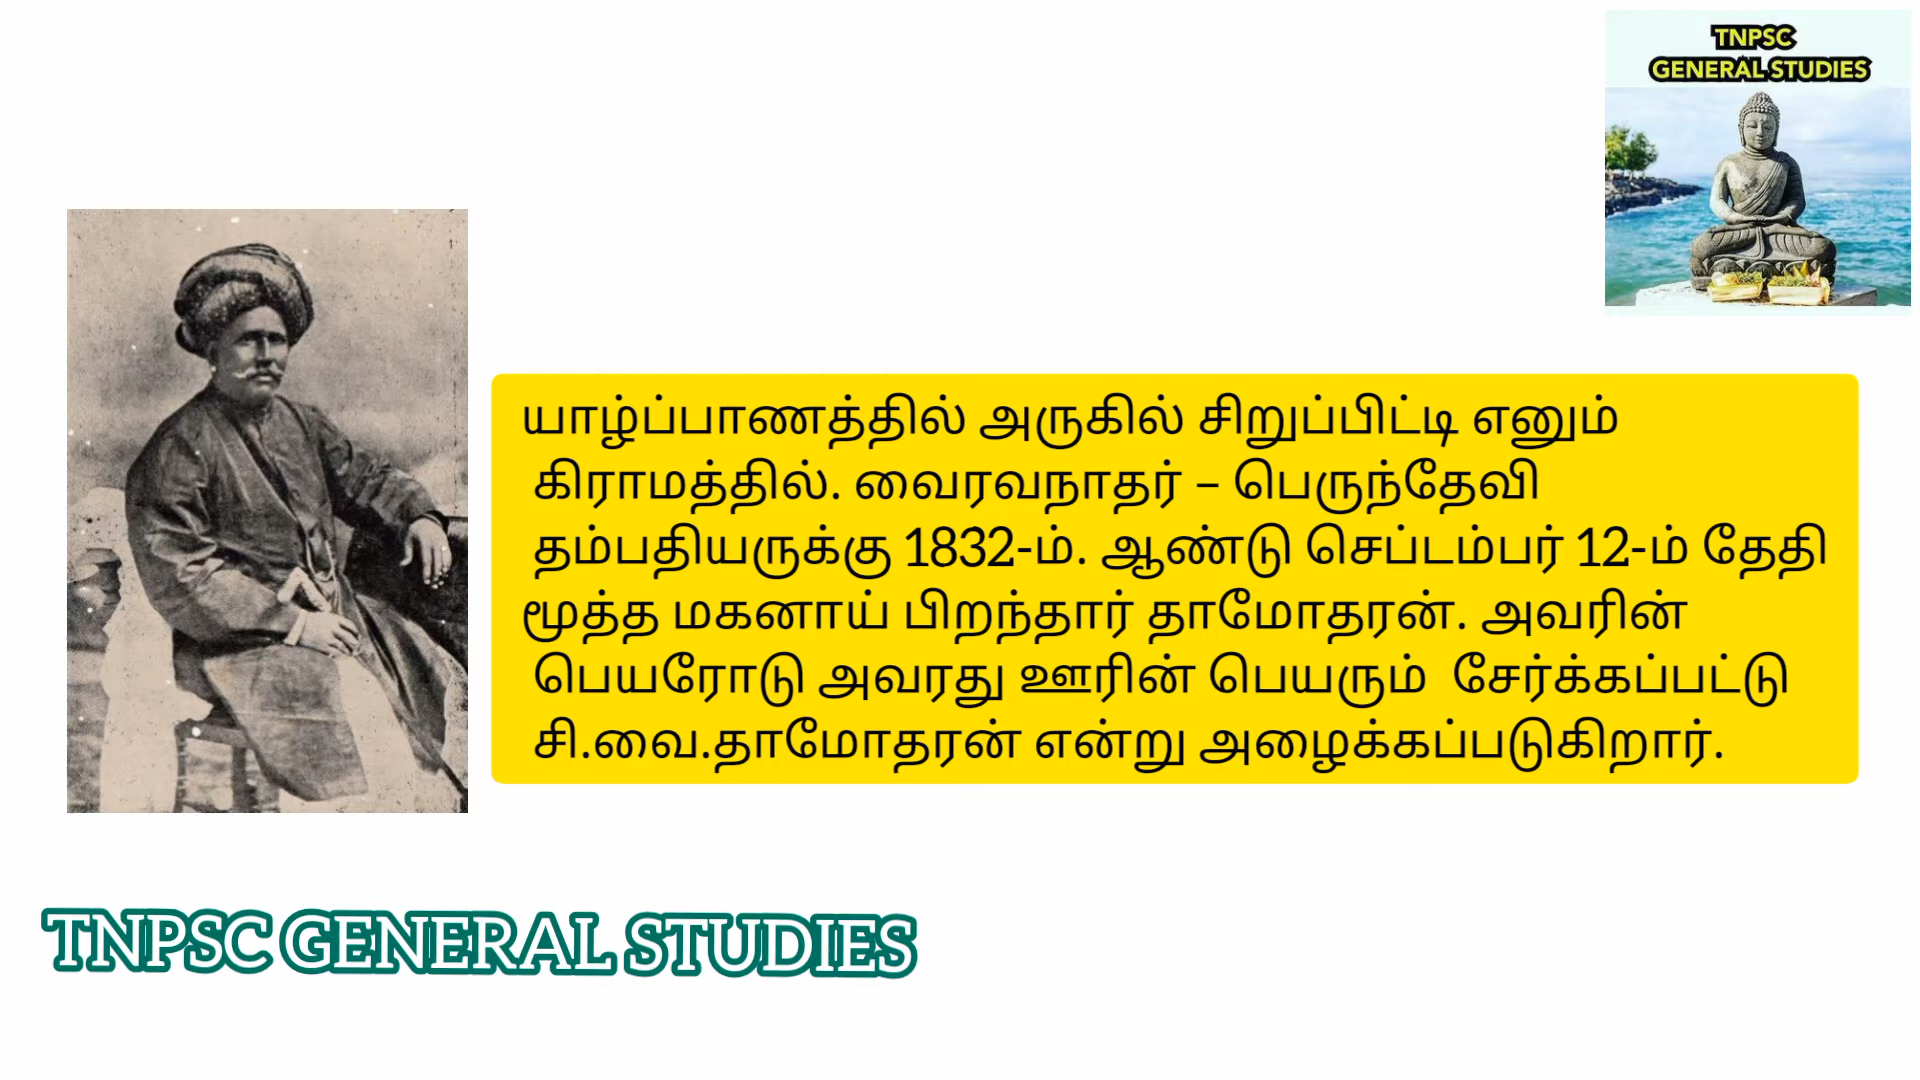 TNPSC
GENERAL STUDIES
யாழ்ப்பாணத்தில் அருகில் சிறுப்பிட்டி எனும்
கிராமத்தில். வைரவநாதர் – பெருந்தேவி
தம்பதியருக்கு 1832-ம். ஆண்டு செப்டம்பர் 12-ம் தேதி
மூத்த மகனாய் பிறந்தார் தாமோதரன். அவரின்
பெயரோடு அவரது ஊரின் பெயரும் சேர்க்கப்பட்டு
சி.வை.தாமோதரன் என்று அழைக்கப்படுகிறார்.
TNPSC GENERAL STUDIES